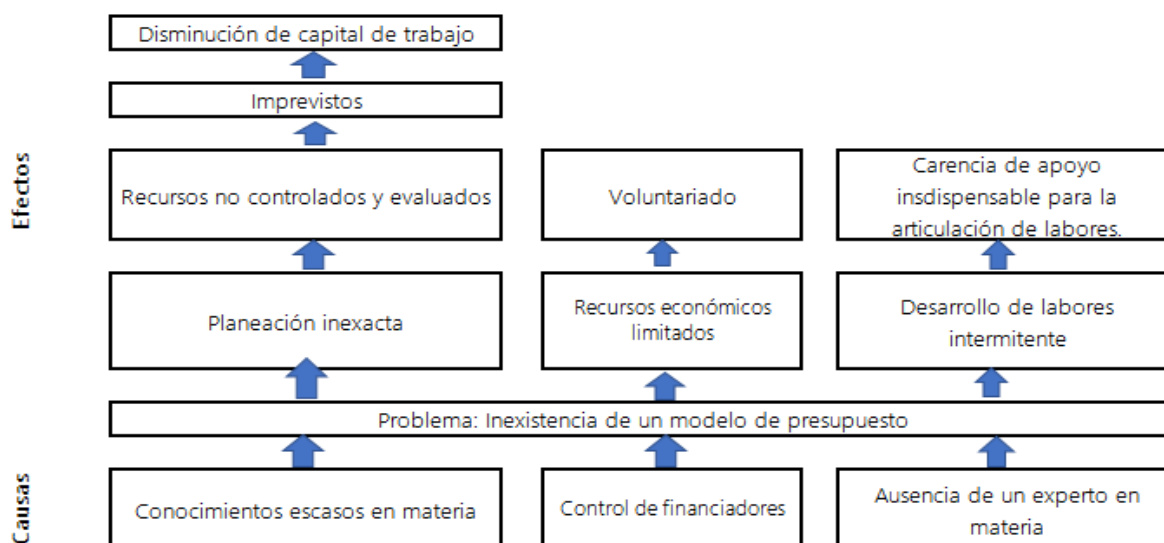 Disminución de capital de trabajo
Imprevistos
Efectos
Recursos no controlados y evaluados
Voluntariado
Carencia de apoyo
insdispensable para la
articulación de labores.
Planeación inexacta
Recursos económicos
limitados
Desarrollo de labores
intermitente
Problema: Inexistencia de un modelo de presupuesto
Causas
Conocimientos escasos en materia
Control de financiadores
Ausencia de un experto en
materia